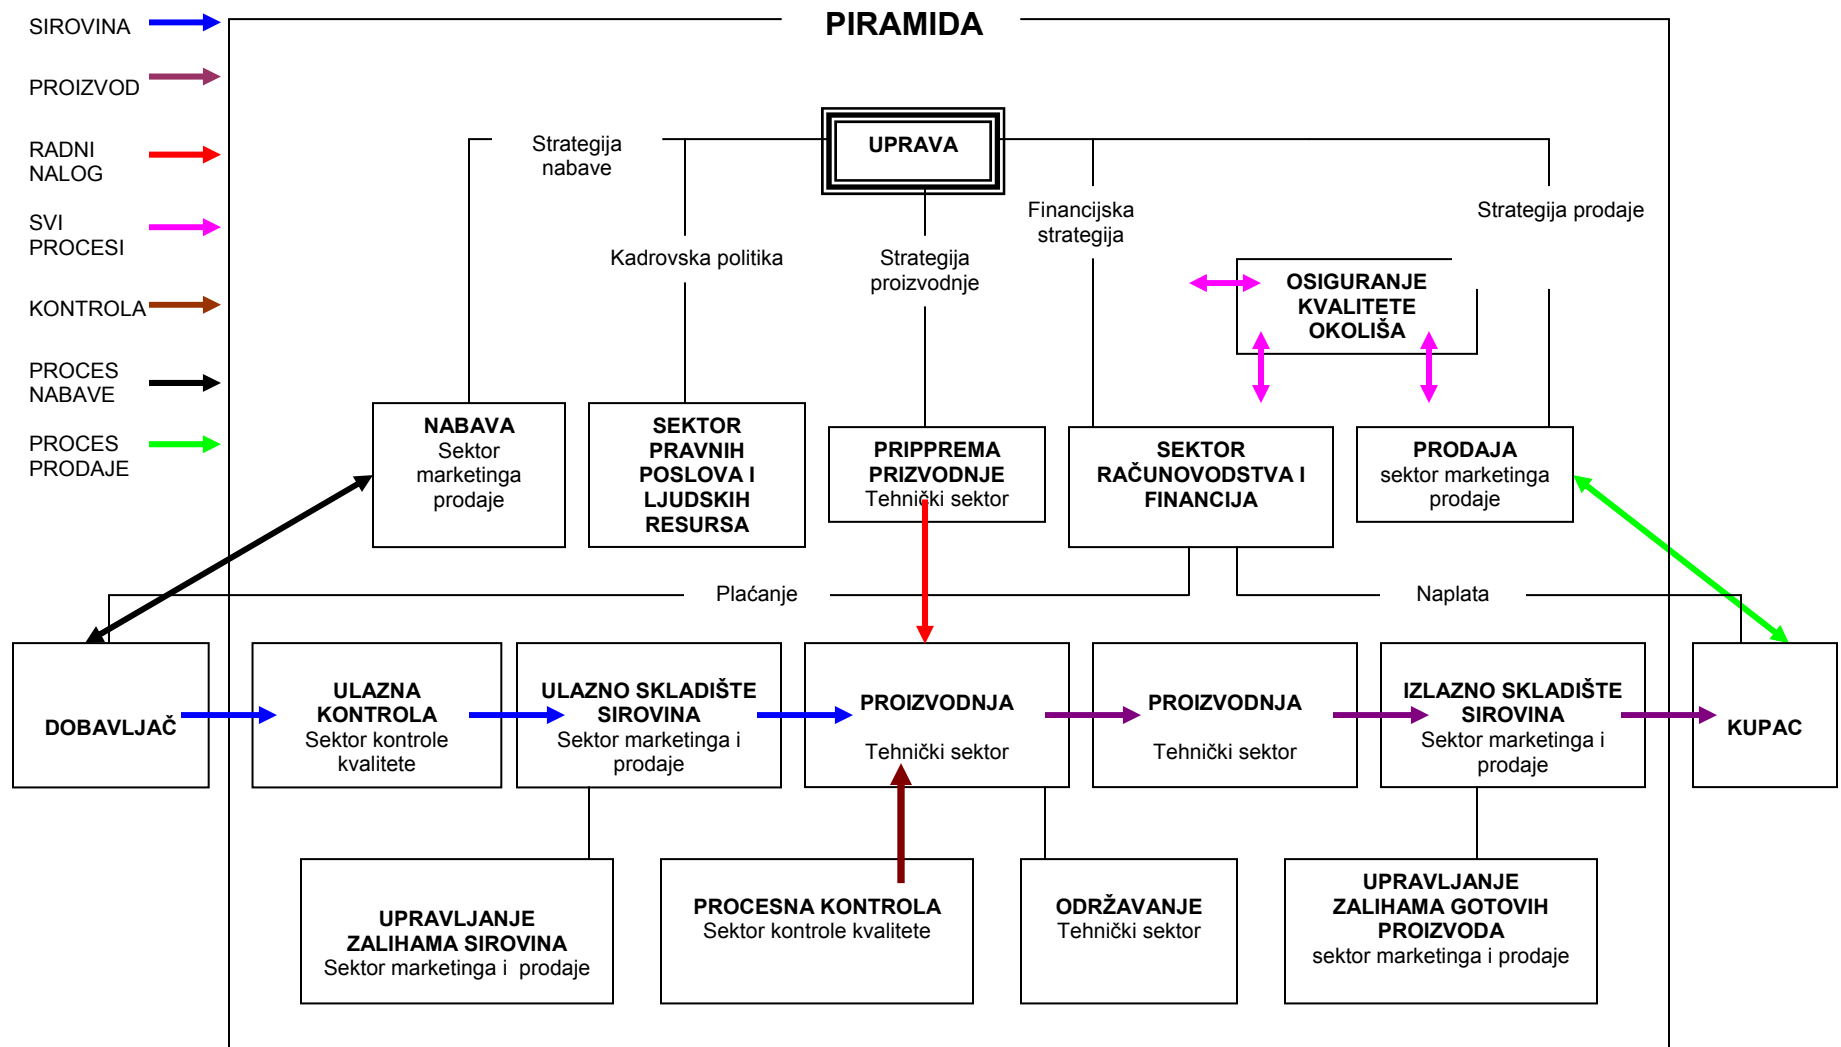 PIRAMIDA
SIROVINA
PROIZVOD
RADNI
NALOG
SVI
PROCESI
KONTROLA
PROCES
NABAVE
PROCES
PRODAJE
UPRAVA
Strategija
nabave
Kadrovska politika
Strategija
proizvodnje
Financijska
strategija
Strategija prodaje
OSIGURANJE
KVALITETE
OKOLIŠA
NABAVA
Sektor
marketinga
prodaje
SEKTOR
PRAVNIH
POSLOVA I
LJUDSKIH
RESURSA
PRIPPREMA
PRIZVODNJE
Tehnički sektor
SEKTOR
RAČUNOVODSTVA I
FINANCIJA
PRODAJA
sektor marketinga
prodaje
Plaćanje
Naplata
DOBAVLJAČ
ULAZNA
KONTROLA
Sektor kontrole
kvalitete
ULAZNO SKLADIŠTE
SIROVINA
Sektor marketinga i
prodaje
PROIZVODNJA
Tehnički sektor
PROIZVODNJA
Tehnički sektor
IZLAZNO SKLADIŠTE
SIROVINA
Sektor marketinga i
prodaje
KUPAC
UPRAVLJANJE
ZALIHAMA SIROVINA
Sektor marketinga i  prodaje
PROCESNA KONTROLA
Sektor kontrole kvalitete
ODRŽAVANJE
Tehnički sektor
UPRAVLJANJE
ZALIHAMA GOTOVIH
PROIZVODA
sektor marketinga i prodaje